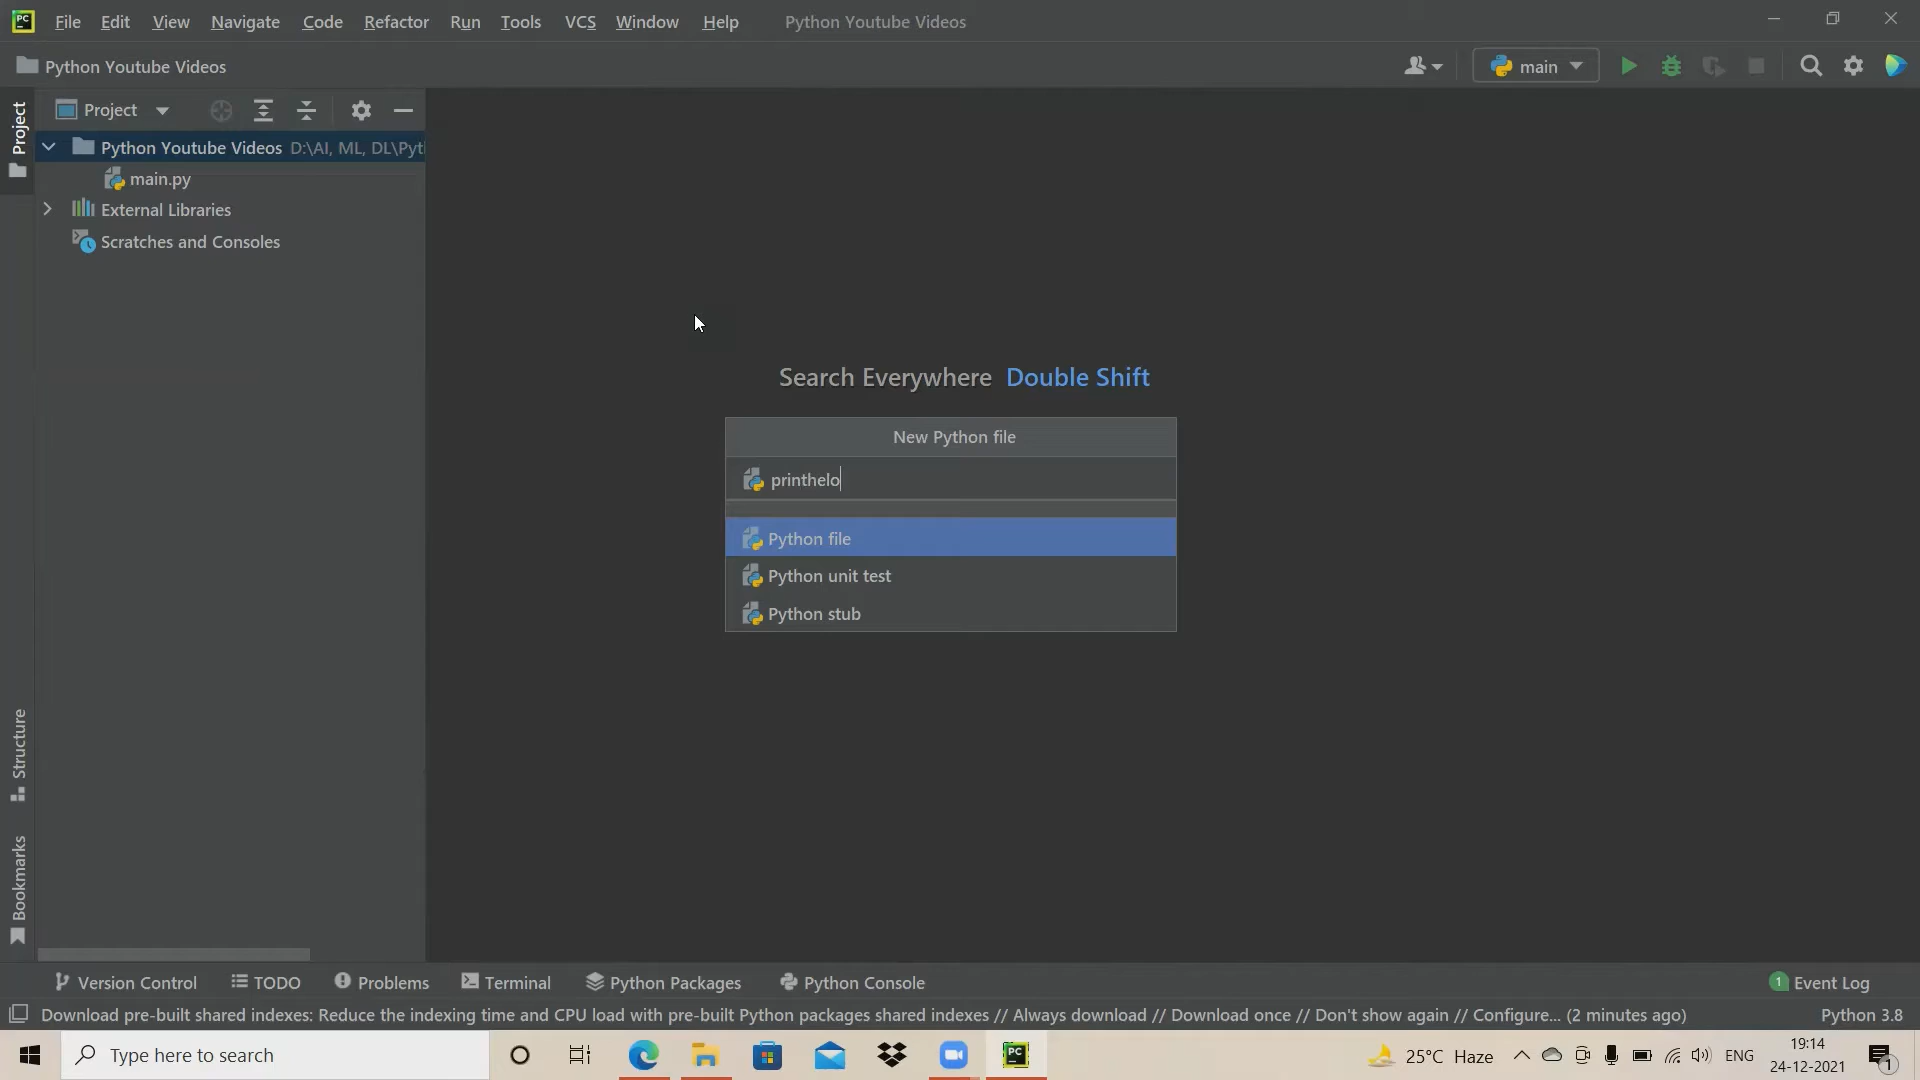 PC File Edit View Navigate Code Refactor Run Tools VCS Window Help Python Youtube Videos
Python Youtube Videos
main
Project
Project
Python Youtube Videos D:\AI, ML, DL\Pyt
main.py
External Libraries
Scratches and Consoles
Search Everywhere Double Shift
New Python file
printhelo
Python file
Python unit test
Python stub
Structure
Bookmarks
Version Control TODO Problems Terminal Python Packages Python Console 1 Event Log
Download pre-built shared indexes: Reduce the indexing time and CPU load with pre-built Python packages shared indexes // Always download // Download once // Don't show again // Configure... (2 minutes ago) Python 3.8
Type here to search PC 25°C Haze ENG 19:14
24-12-2021 1